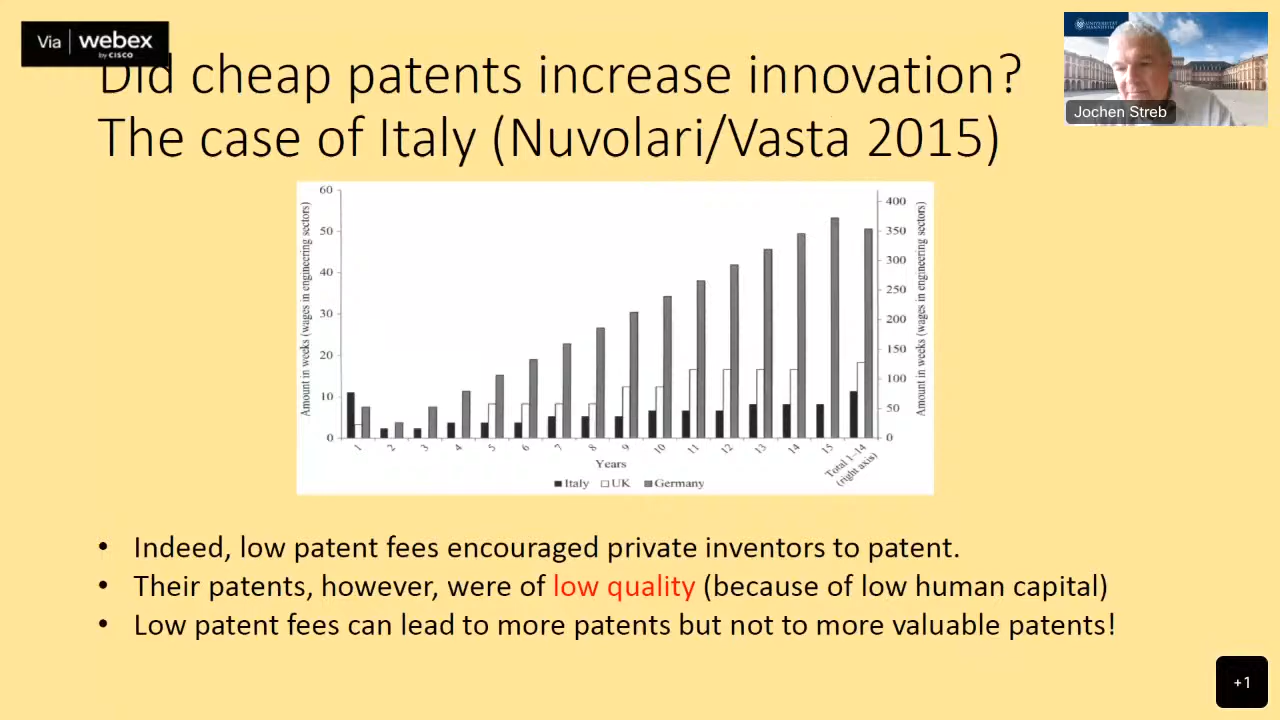 Via webex
by CISCO
Did cheap patents increase innovation?
The case of Italy (Nuvolari/Vasta 2015)
UNIVERSITÄT
MANNHEIM
Jochen Streb
Amount in weeks (wages in engineering sectors)
60
50
40
30
20
10
0
400
350
300
250
200
150
100
50
0
Amount in weeks (wages in engineering sectors)
1 2 3 4 5 6 7 8 9 10 11 12 13 14 15 Total 1–14
(right axis)
Years
Italy UK Germany
• Indeed, low patent fees encouraged private inventors to patent.
• Their patents, however, were of low quality (because of low human capital)
• Low patent fees can lead to more patents but not to more valuable patents!
+1